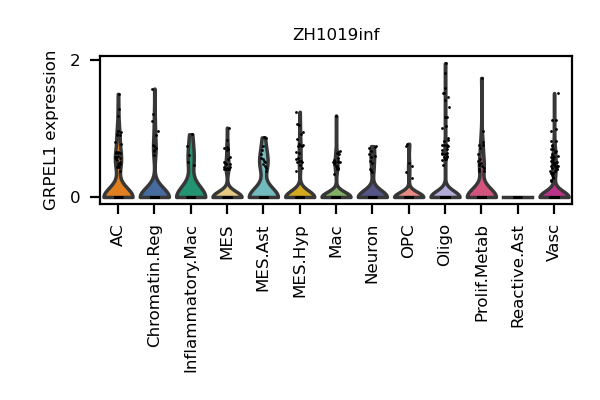 ZH1019inf
GRPEL1 expression
2
0
AC
Chromatin.Reg
Inflammatory.Mac
MES
MES.Ast
MES.Hyp
Mac
Neuron
OPC
Oligo
Prolif.Metab
Reactive.Ast
Vasc